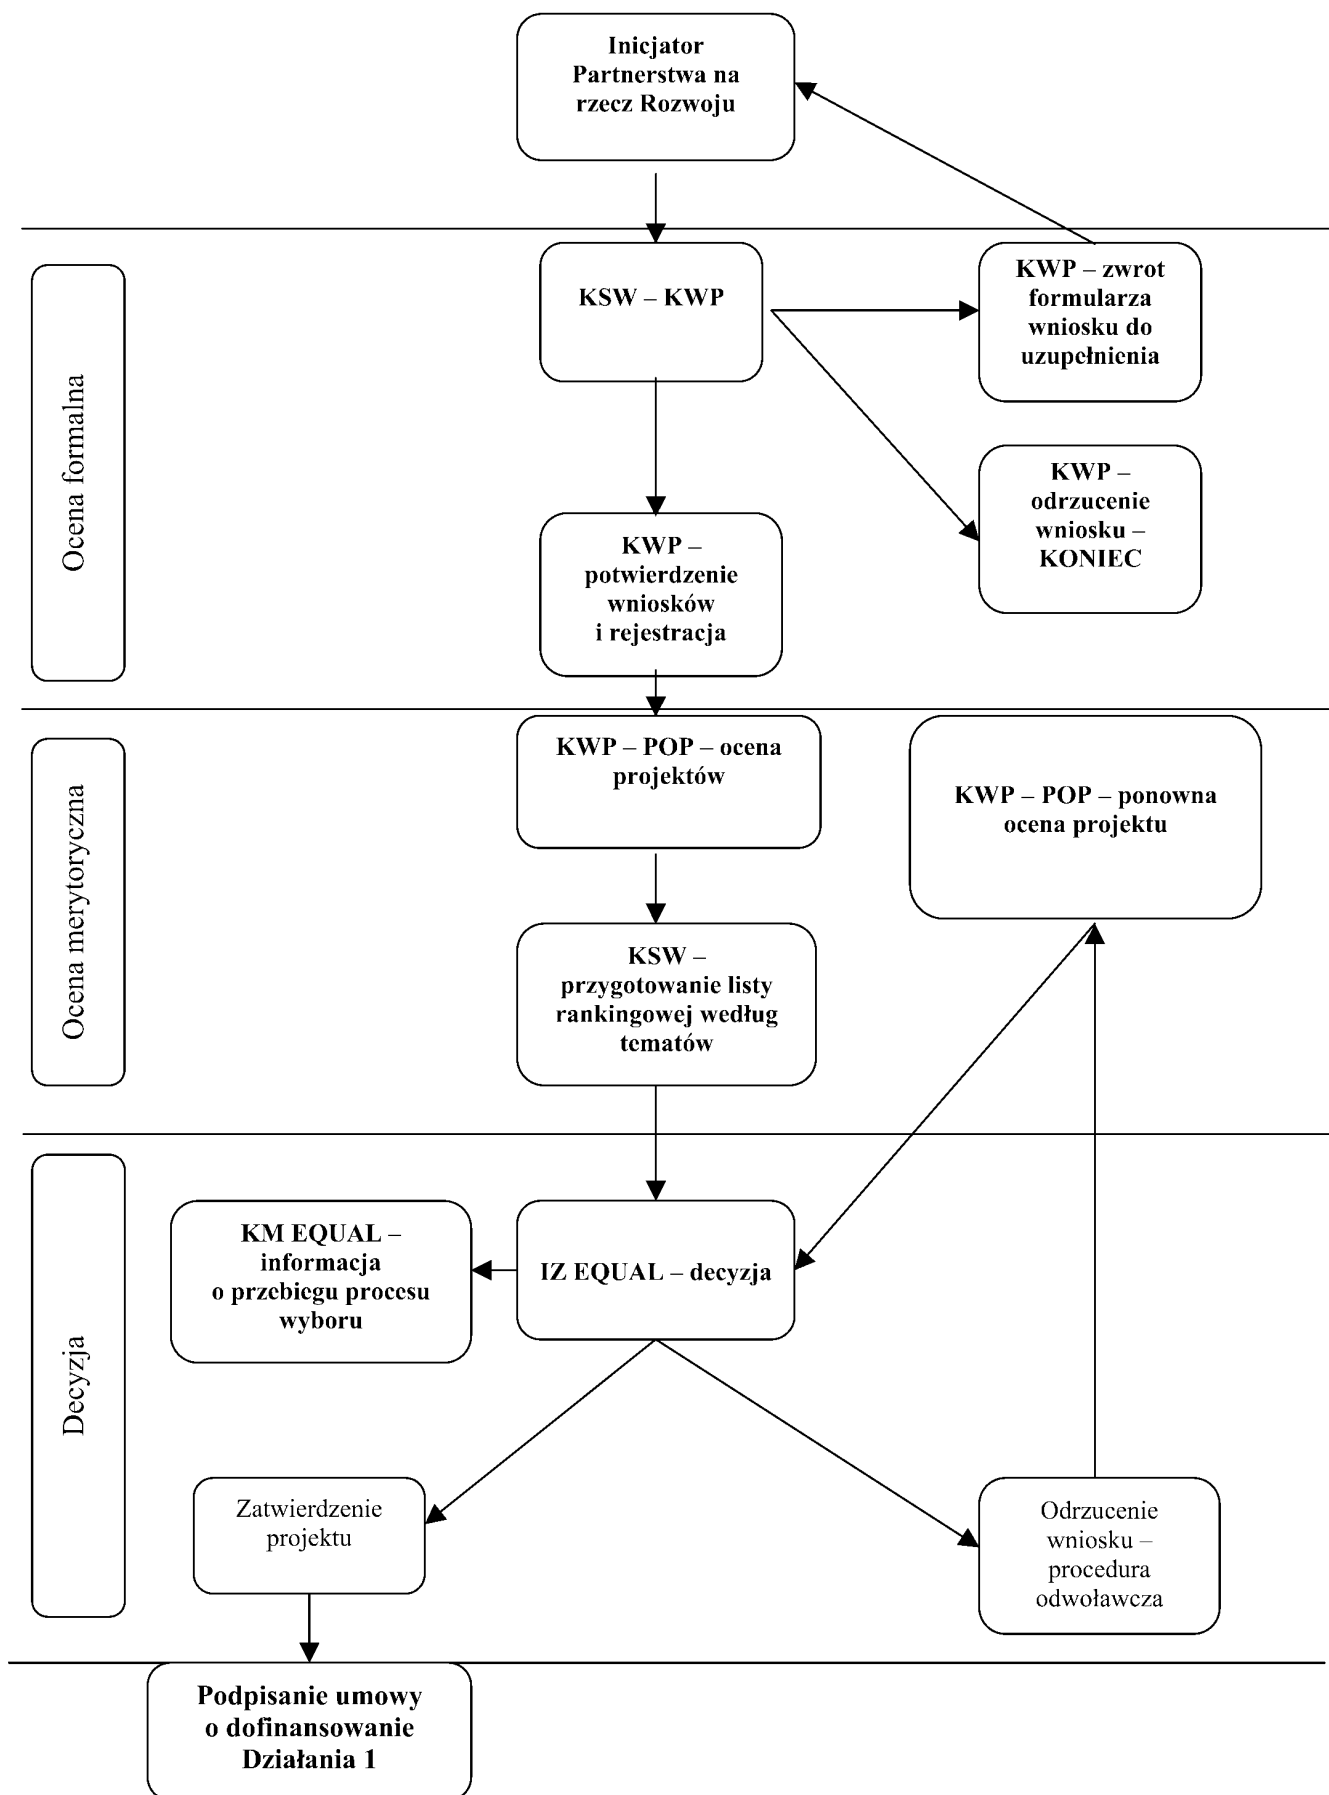 Inicjator
Partnerstwa na
rzecz Rozwoju
Ocena formalna
KSW – KWP
KWP – zwrot
formularza
wniosku do
uzupełnienia
KWP –
odrzucenie
wniosku –
KONIEC
KWP –
potwierdzenie
wniosków
i rejestracja
Ocena merytoryczna
KWP – POP – ocena
projektów
KWP – POP – ponowna
ocena projektu
KSW –
przygotowanie listy
rankingowej według
tematów
Decyzja
KM EQUAL –
informacja
o przebiegu procesu
wyboru
IZ EQUAL – decyzja
Zatwierdzenie
projektu
Odrzucenie
wniosku –
procedura
odwoławcza
Podpisanie umowy
o dofinansowanie
Działania 1